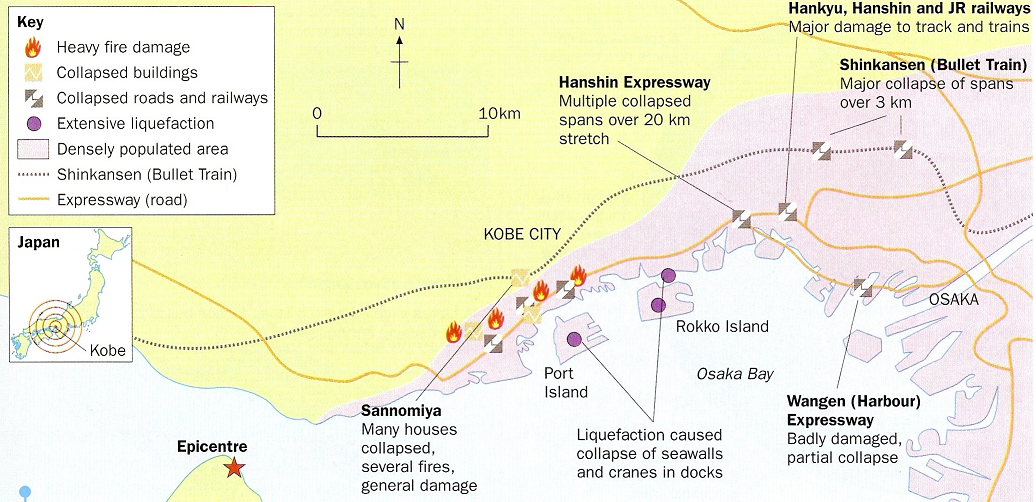 Key
Heavy fire damage
Collapsed buildings
Collapsed roads and railways
Extensive liquefaction
Densely populated area
Shinkansen (Bullet Train)
Expressway (road)
N
0 10km
Hankyu, Hanshin and JR railways
Major damage to track and trains
Shinkansen (Bullet Train)
Major collapse of spans
over 3 km
Hanshin Expressway
Multiple collapsed
spans over 20 km
stretch
Japan
Kobe
KOBE CITY
OSAKA
Rokko Island
Port
Island
Osaka Bay
Epicentre
Sannomiya
Many houses
collapsed,
several fires,
general damage
Liquefaction caused
collapse of seawalls
and cranes in docks
Wangen (Harbour)
Expressway
Badly damaged,
partial collapse